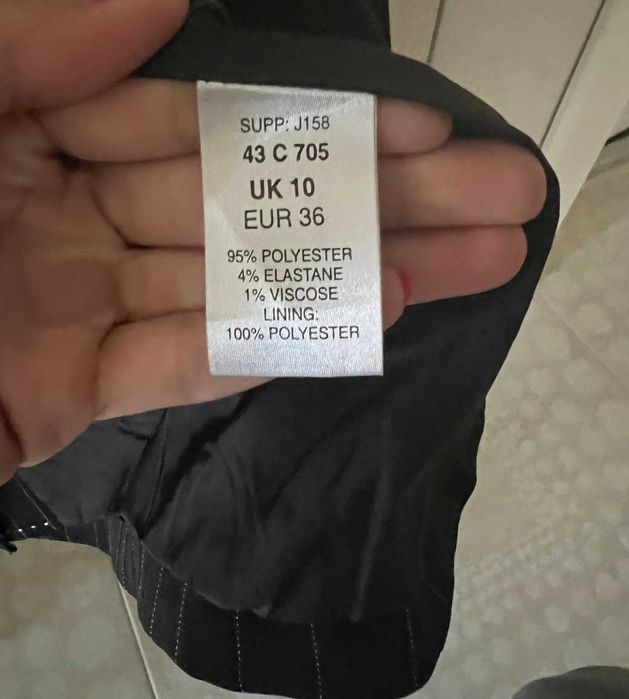 SUPP: J158
43 C 705
UK 10
EUR 36
95% POLYESTER
4% ELASTANE
1% VISCOSE
LINING:
100% POLYESTER